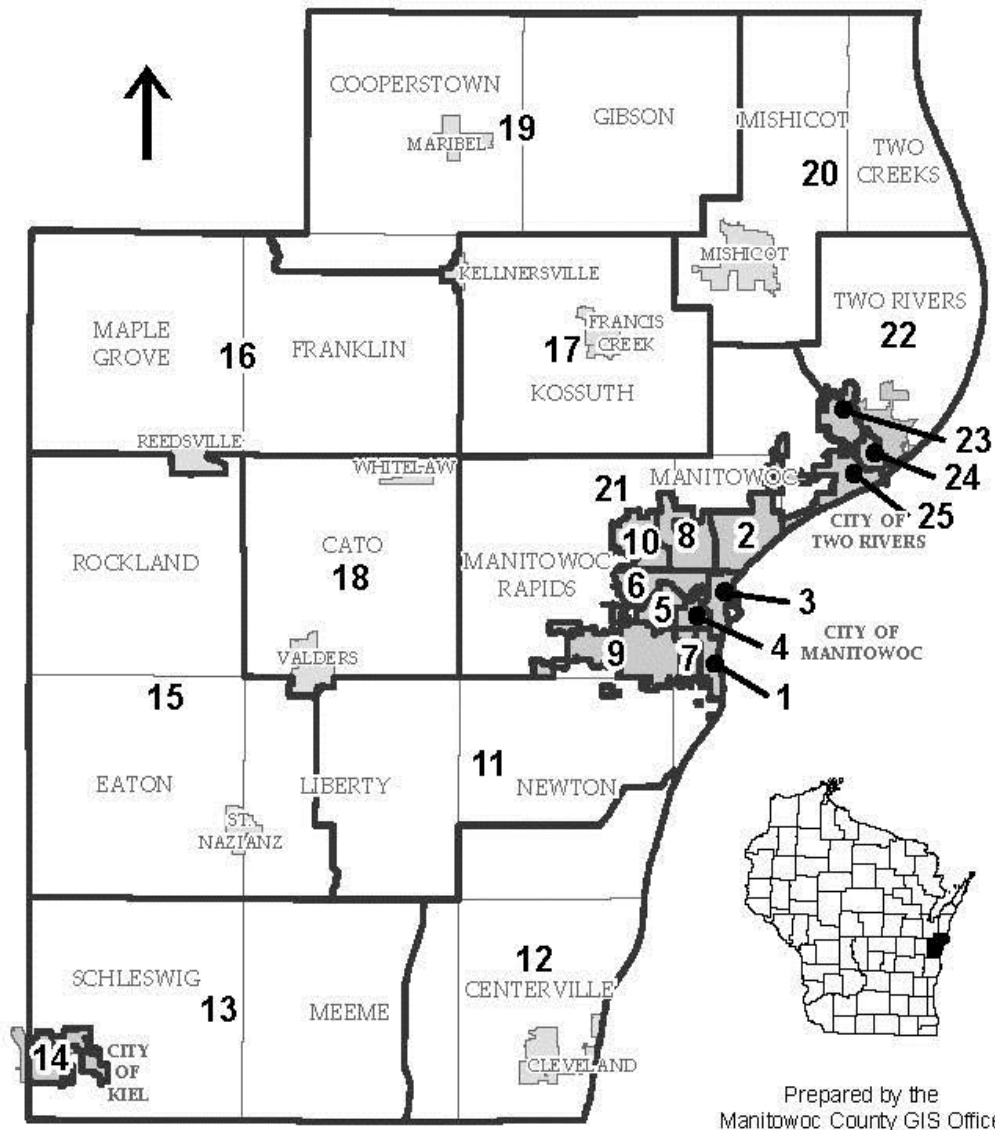 COOPERSTOWN
19
GIBSON
MISHICOT
MARIBEL
TWO
CREEKS
20
MISHICOT
KELLNERSVILLE
TWO RIVERS
22
MAPLE
GROVE
16
FRANKLIN
FRANCIS
CREEK
17
KOSSUTH
REEDSVILLE
WHITELAW
23
24
25
CITY OF
TWO RIVERS
21
MANITOWOC
ROCKLAND
CATO
18
MANITOWOC
RAPIDS
10
8
2
6
5
3
4
CITY OF
MANITOWOC
9
7
1
VALDERS
15
EATON
LIBERTY
11
NEWTON
ST.
NAZIANZ
SCHLESWIG
13
MEEME
12
CENTERVILLE
14
CITY
OF
KIEL
CLEVELAND
Prepared by the
Manitowoc County GIS Office